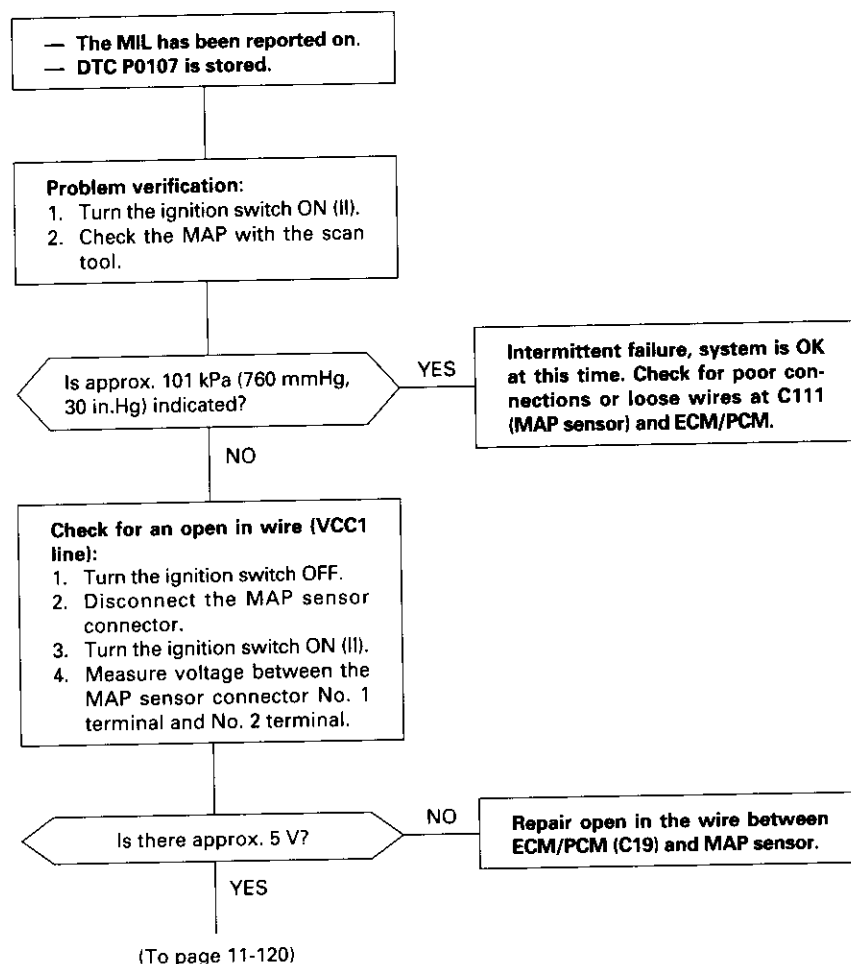 — The MIL has been reported on.
— DTC P0107 is stored.
Problem verification:
1. Turn the ignition switch ON (II).
2. Check the MAP with the scan
tool.
Is approx. 101 kPa (760 mmHg,
30 in.Hg) indicated?
YES
Intermittent failure, system is OK
at this time. Check for poor con-
nections or loose wires at C111
(MAP sensor) and ECM/PCM.
NO
Check for an open in wire (VCC1
line):
1. Turn the ignition switch OFF.
2. Disconnect the MAP sensor
connector.
3. Turn the ignition switch ON (II).
4. Measure voltage between the
MAP sensor connector No. 1
terminal and No. 2 terminal.
Is there approx. 5 V?
NO
Repair open in the wire between
ECM/PCM (C19) and MAP sensor.
YES
(To page 11-120)